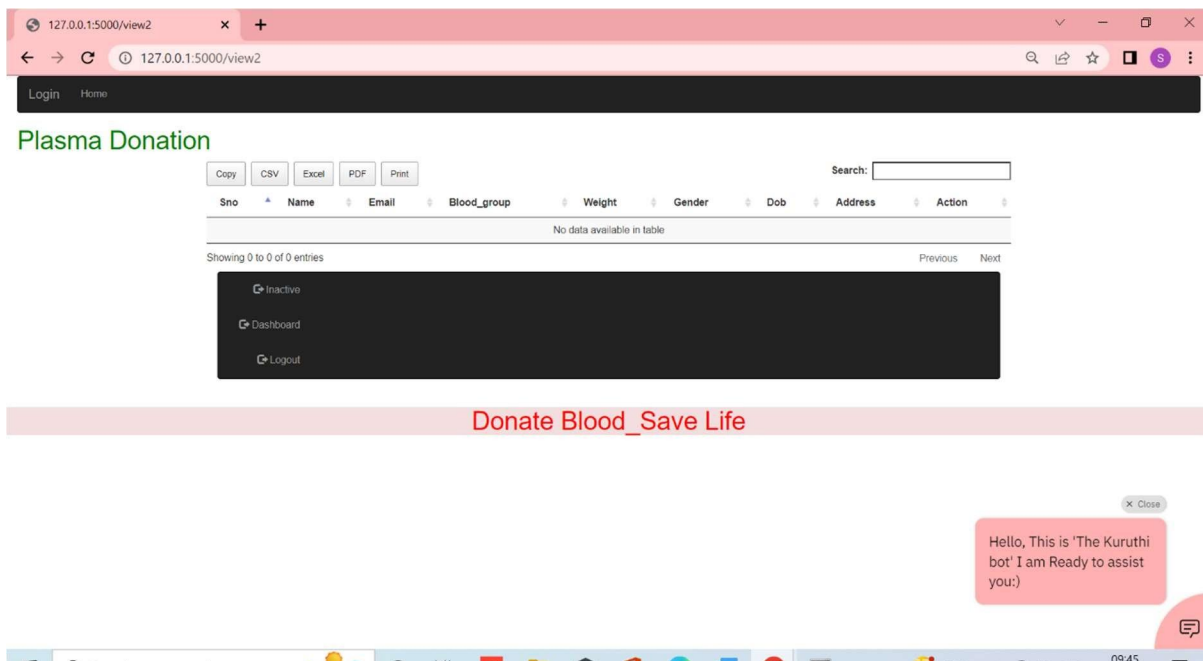 127.0.0.1:5000/view2
127.0.0.1:5000/view2
S
Login Home
Plasma Donation
Copy CSV Excel PDF Print Search:
Sno Name Email Blood_group Weight Gender Dob Address Action
No data available in table
Showing 0 to 0 of 0 entries Previous Next
Inactive
Dashboard
Logout
Donate Blood_Save Life
× Close
Hello, This is 'The Kuruthi
bot' I am Ready to assist
you:)
09:45